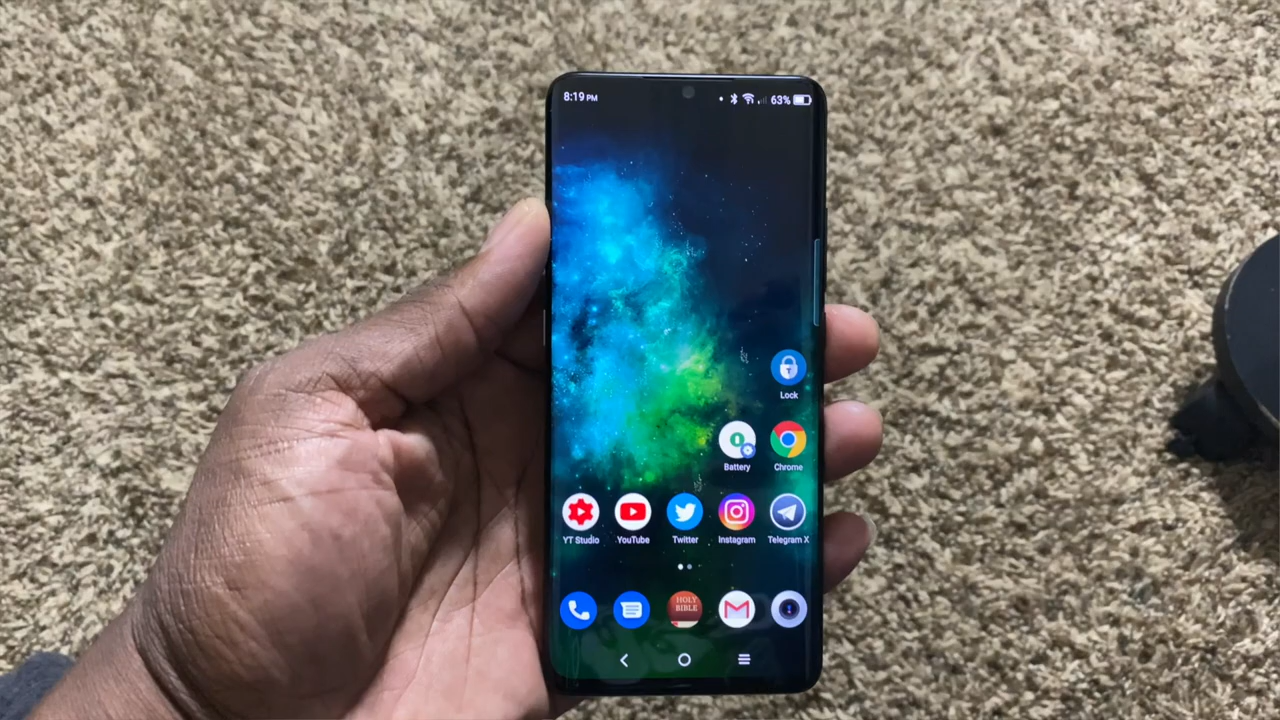 8:19 PM 63%
Lock
Battery Chrome
YT Studio YouTube Twitter Instagram Telegram X
HOLY
BIBLE